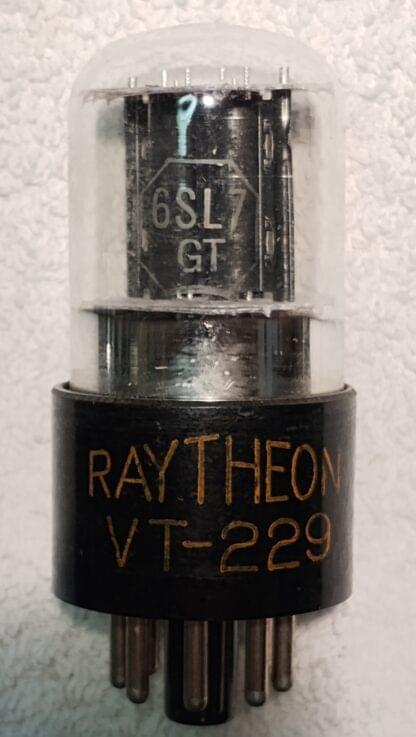 6SL7
GT
RAYTHEON
VT-229